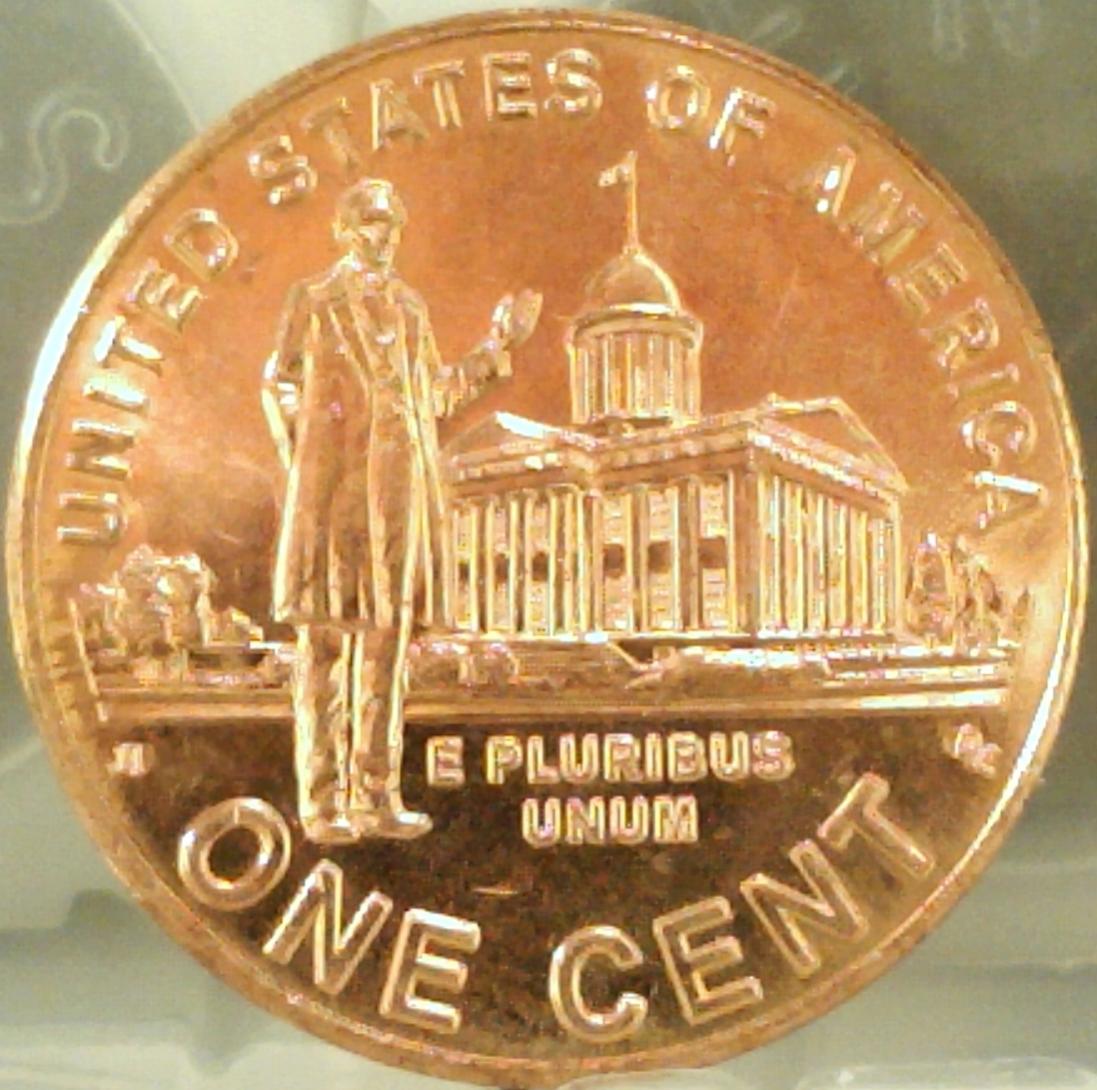 UNITED STATES OF AMERICA
E PLURIBUS
UNUM
ONE CENT